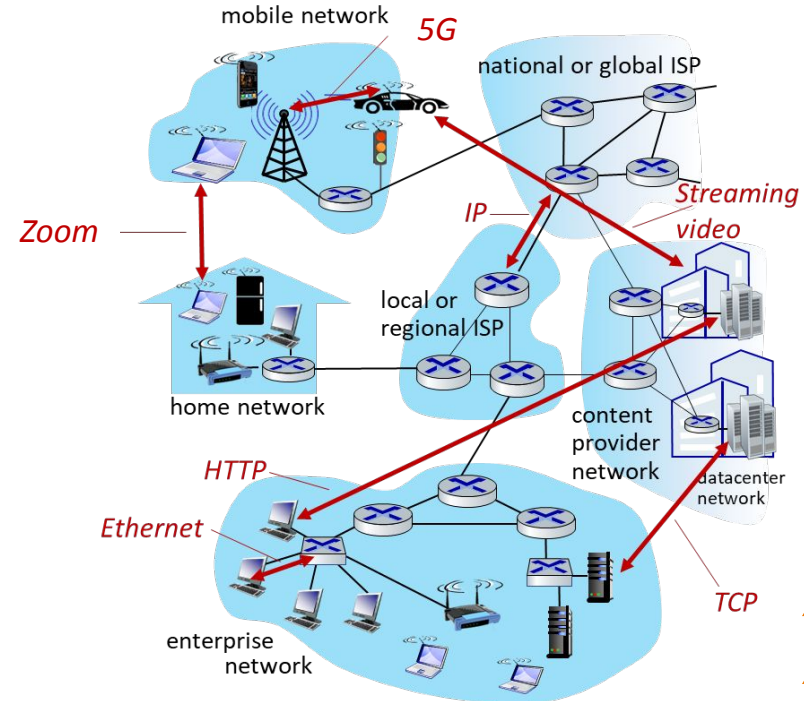 mobile network
5G
national or global ISP
Streaming
video
IP
Zoom
local or
regional ISP
home network
content
provider
network
datacenter
network
HTTP
Ethernet
TCP
enterprise
network